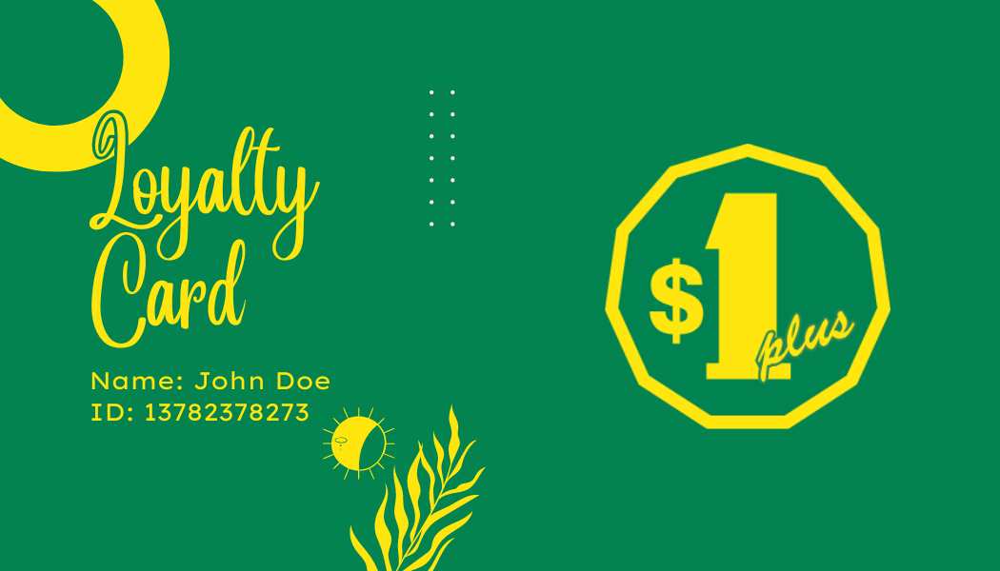 Loyalty
Card
Name: John Doe
ID: 13782378273
$1
plus